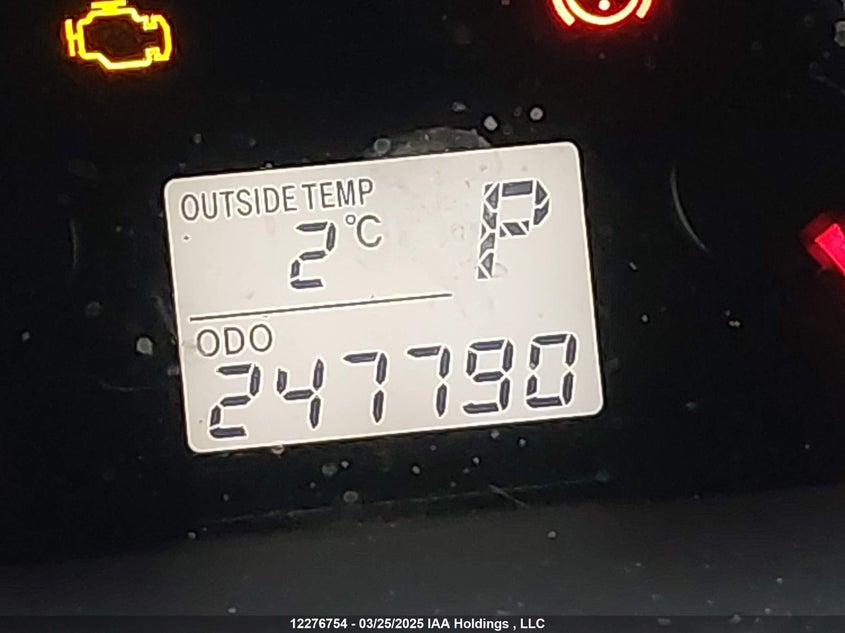 OUTSIDE TEMP
2°C
P
ODO
247790
12276754 - 03/25/2025 IAA Holdings , LLC